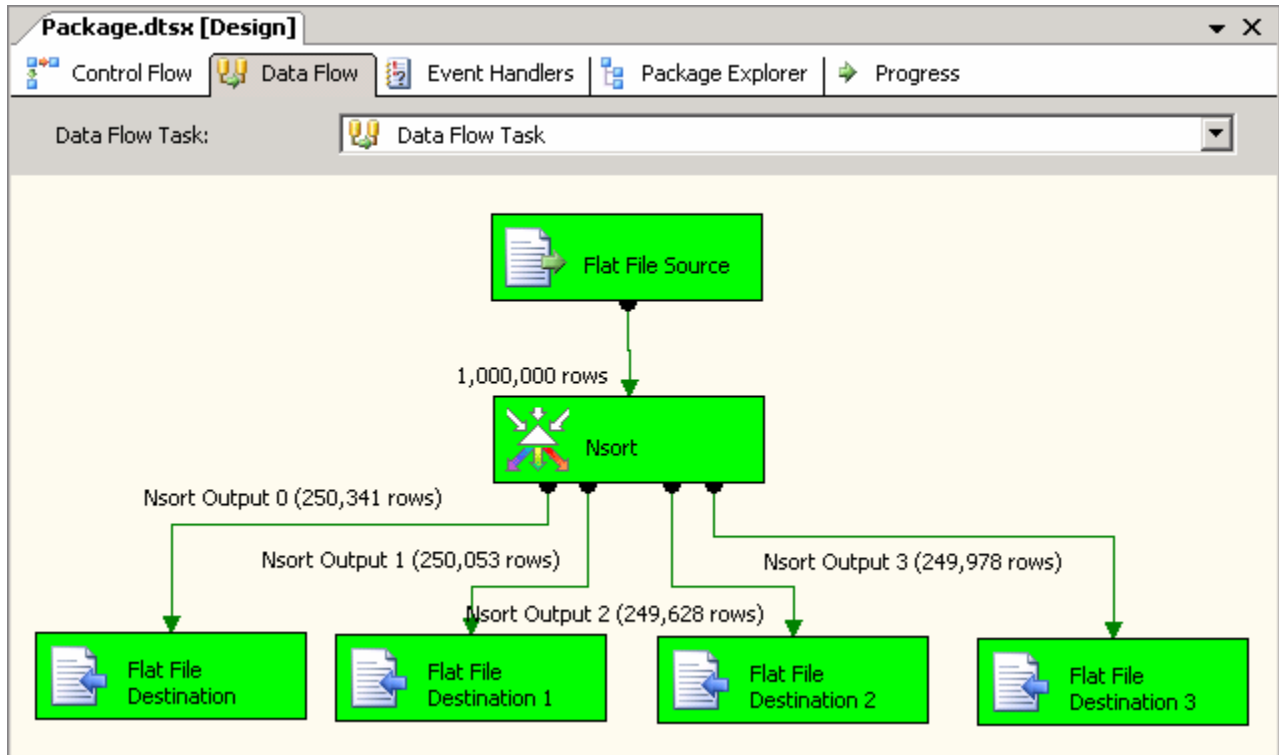 Package.dtsx [Design]
Control Flow
Data Flow
Event Handlers
Package Explorer
Progress
Data Flow Task:
Data Flow Task
Flat File Source
1,000,000 rows
Nsort
Nsort Output 0 (250,341 rows)
Nsort Output 1 (250,053 rows)
Nsort Output 3 (249,978 rows)
Nsort Output 2 (249,628 rows)
Flat File
Destination
Flat File
Destination 1
Flat File
Destination 2
Flat File
Destination 3